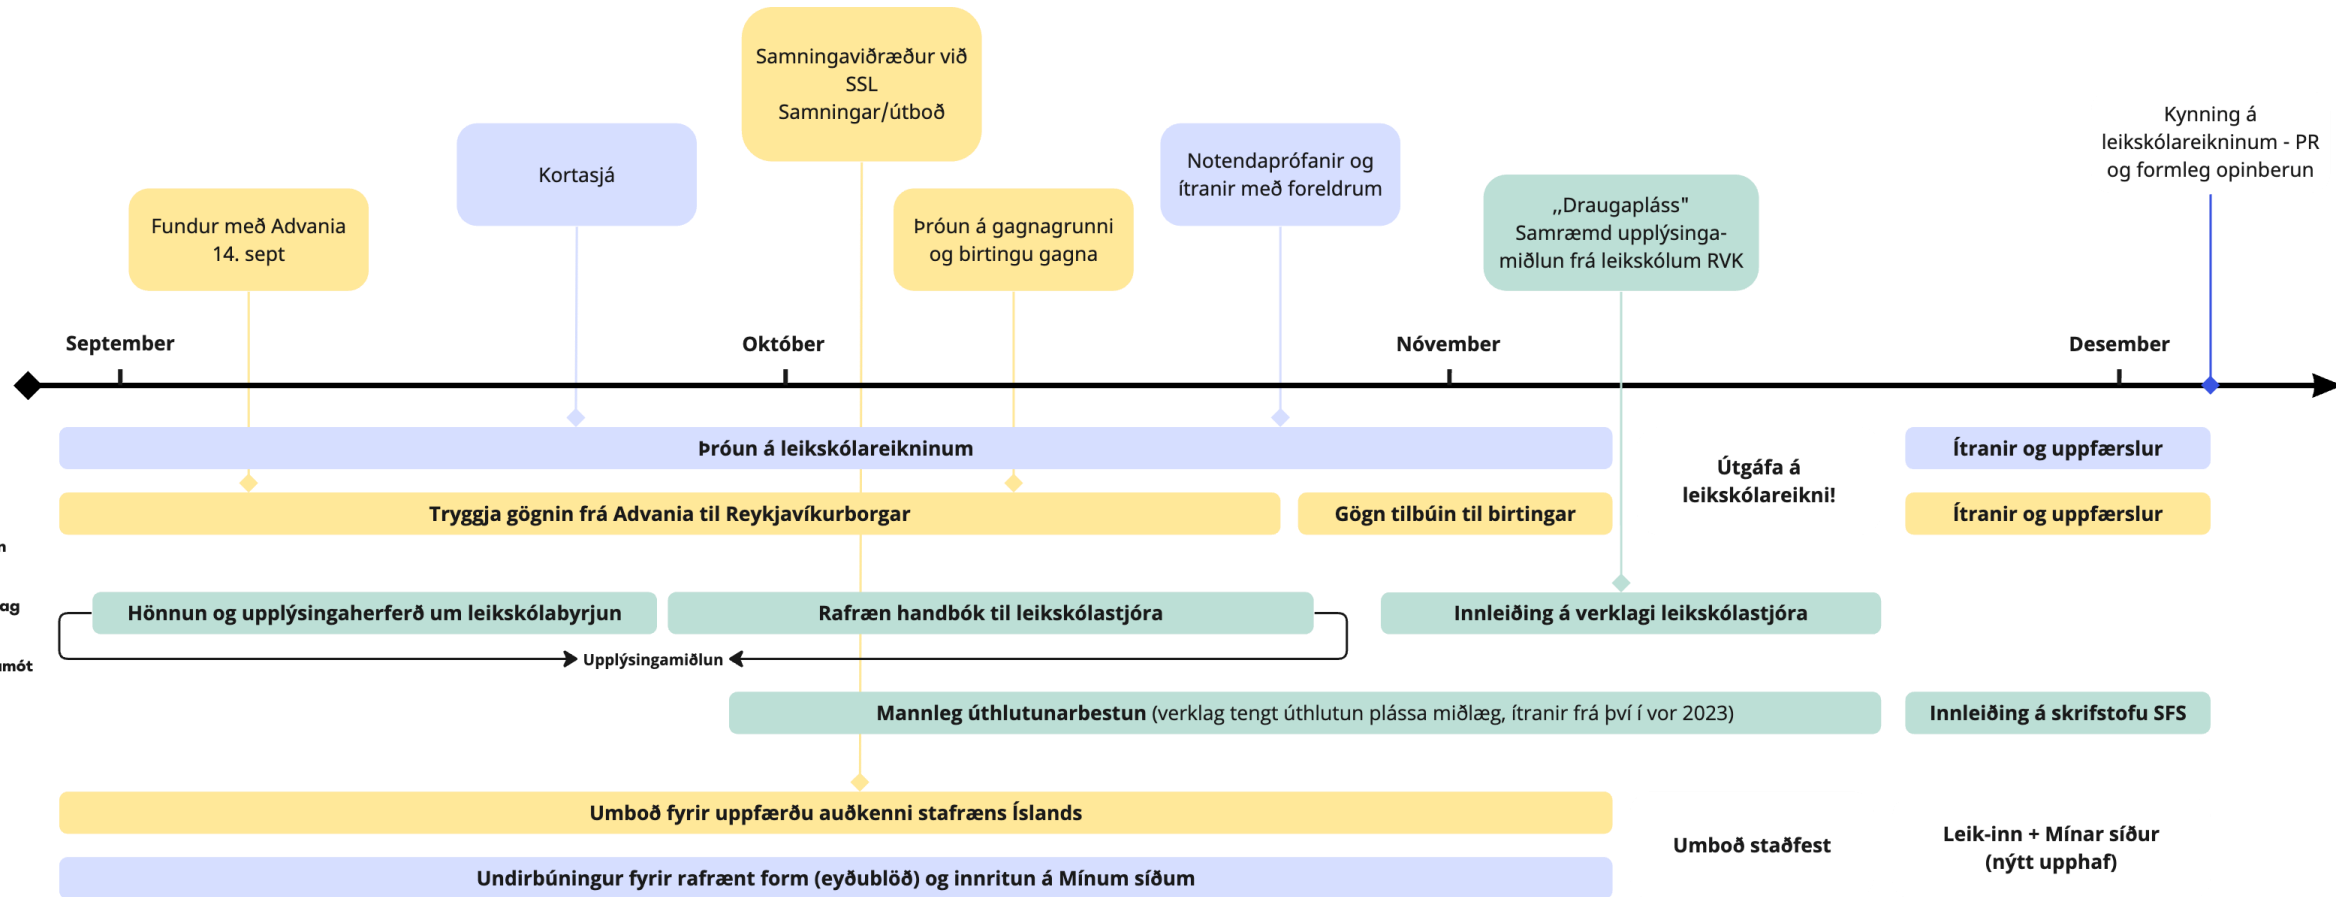 Samningaviðræður við
SSL
Samningar/útboð
Kynning á
leikskólareikninum - PR
og formleg opinberun
Kortasjá
Notendaprófanir og
ítranir með foreldrum
Fundur með Advania
14. sept
Þróun á gagnagrunni
og birtingu gagna
,,Draugapláss"
Samræmd upplýsinga-
miðlun frá leikskólum RVK
September
Október
Nóvember
Desember
Þróun á leikskólareikninum
Útgáfa á
leikskólareikni!
Ítranir og uppfærslur
Tryggja gögnin frá Advania til Reykjavíkurborgar
Gögn tilbúin til birtingar
Ítranir og uppfærslur
n
ag
Hönnun og upplýsingaherferð um leikskólabyrjun
Rafræn handbók til leikskólastjóra
Innleiðing á verklagi leikskólastjóra
Upplýsingamiðlun
mót
Mannleg úthlutunarbestun (verklag tengt úthlutun plássa miðlæg, ítranir frá því í vor 2023)
Innleiðing á skrifstofu SFS
Umboð fyrir uppfærðu auðkenni stafræns Íslands
Umboð staðfest
Leik-inn + Mínar síður
(nýtt upphaf)
Undirbúningur fyrir rafrænt form (eyðublöð) og innritun á Mínum síðum